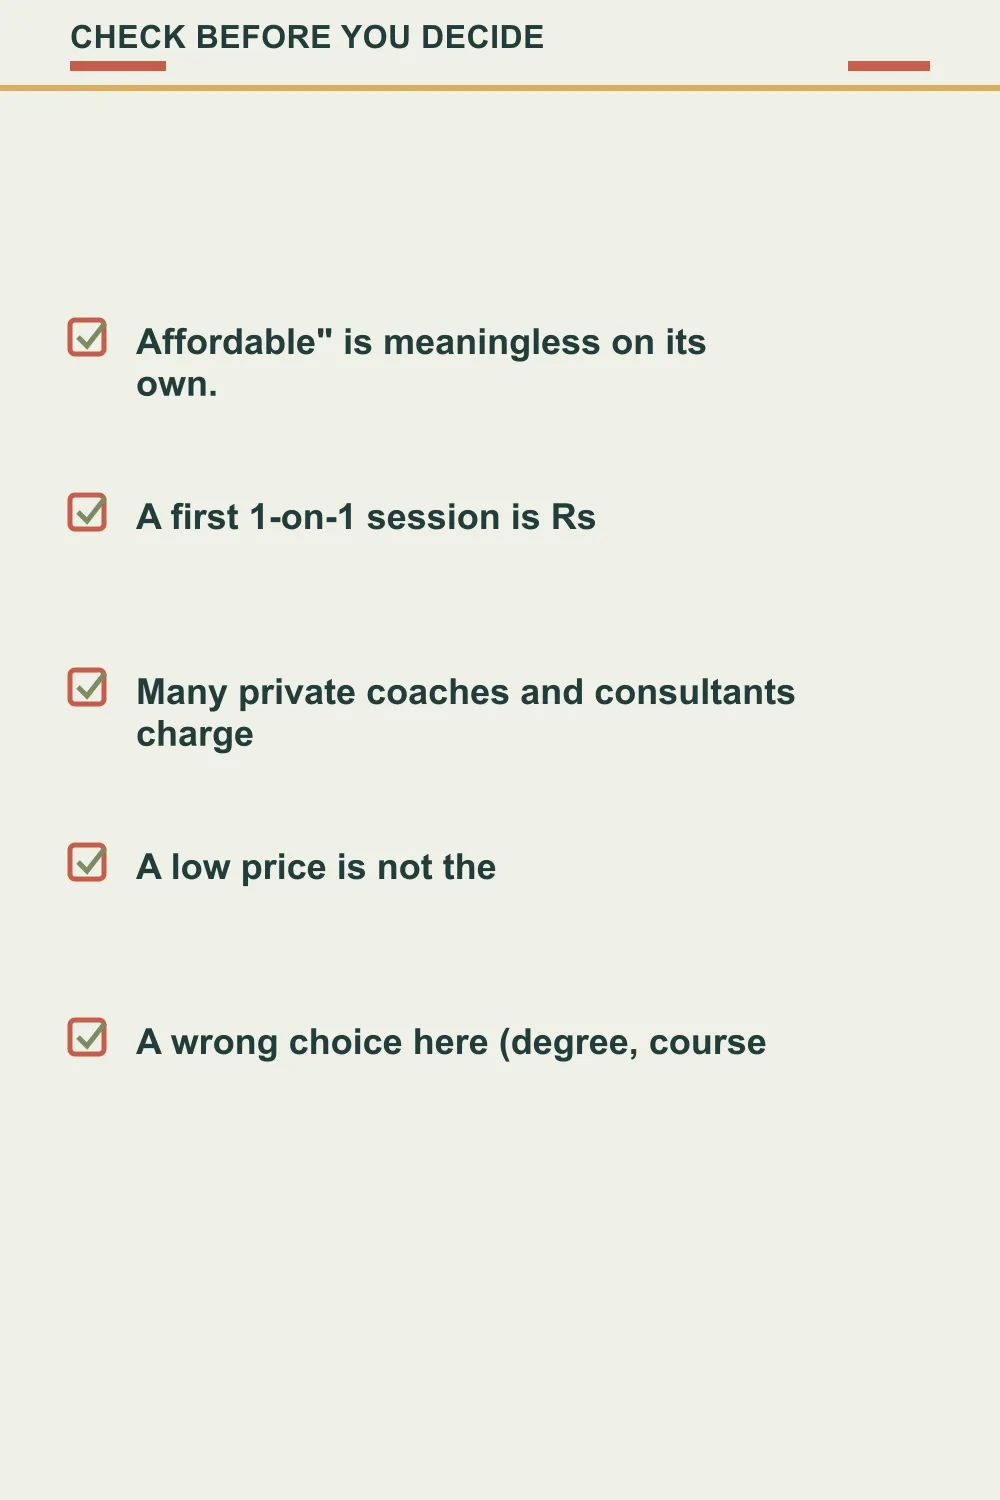 CHECK BEFORE YOU DECIDE
Affordable" is meaningless on its
own.
A first 1-on-1 session is Rs
Many private coaches and consultants
charge
A low price is not the
A wrong choice here (degree, course